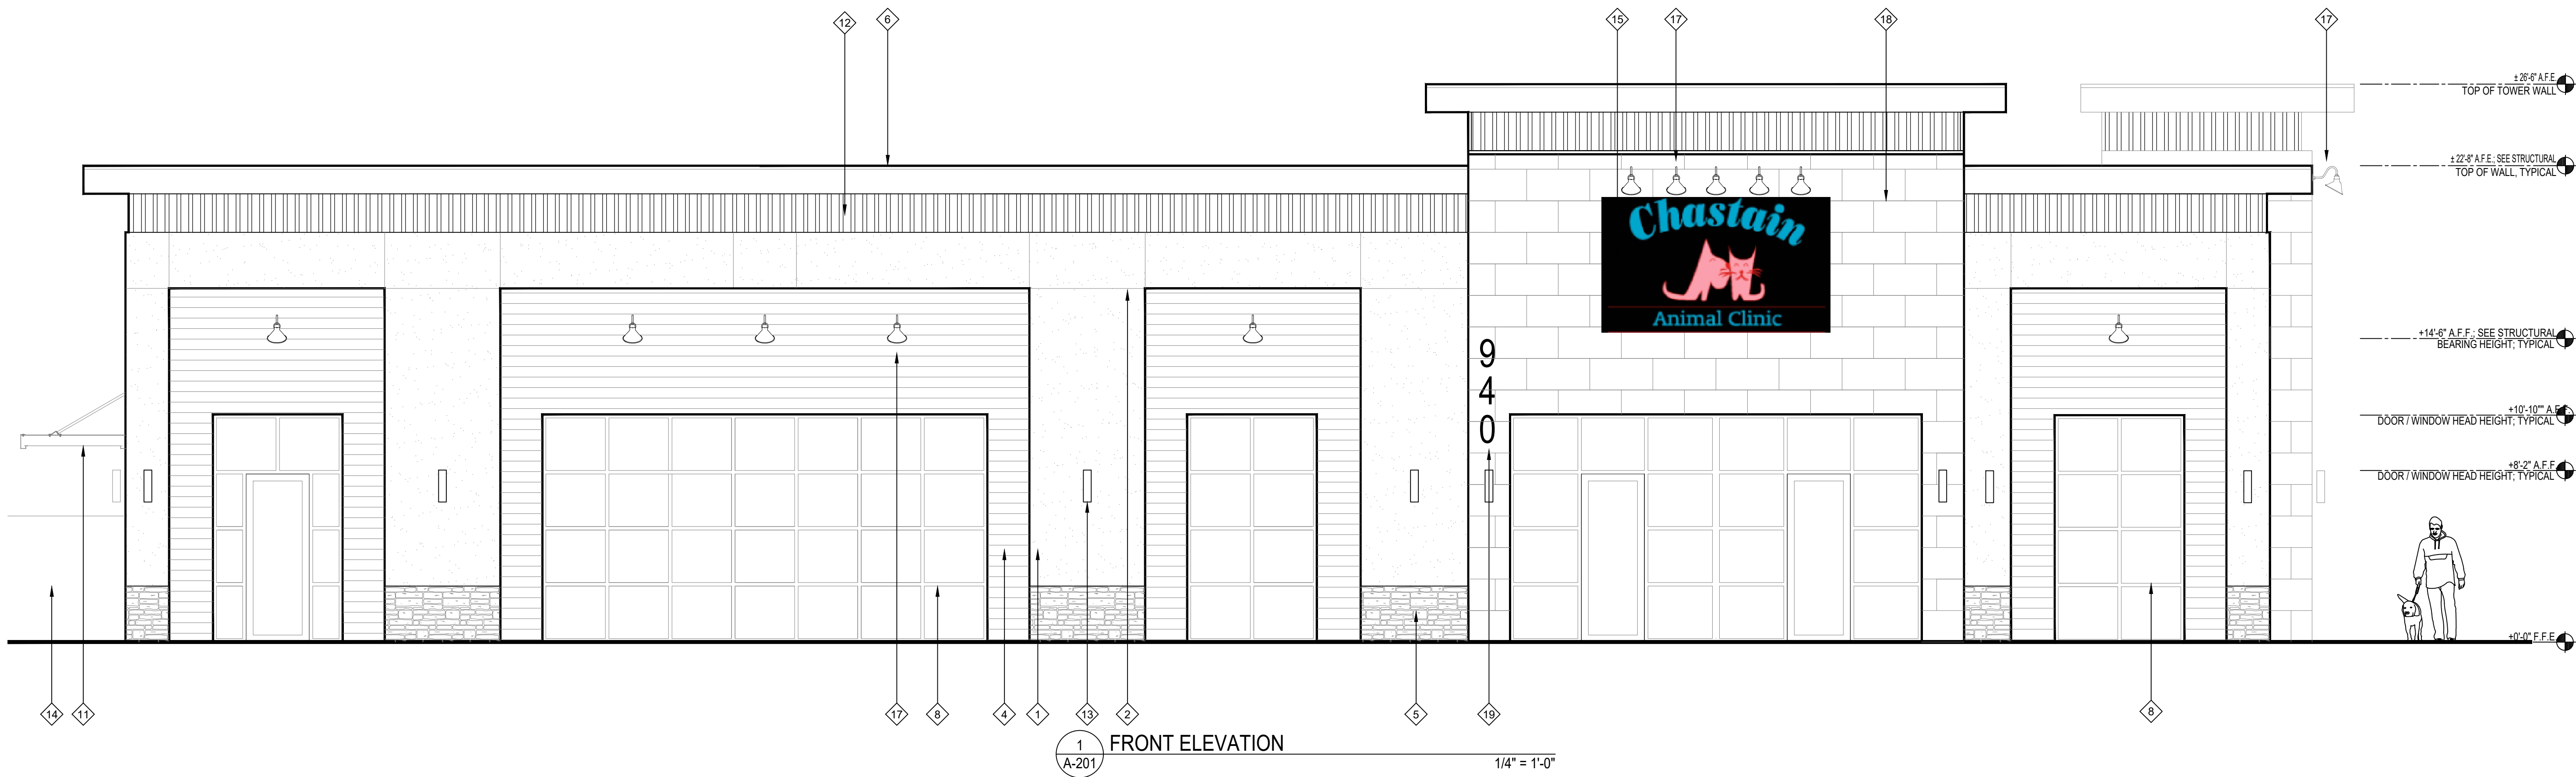 12
6
15
17
18
17
± 26'-6" A.F.E.
TOP OF TOWER WALL
± 22'-8" A.F.E.; SEE STRUCTURAL
TOP OF WALL, TYPICAL
Chastain
Animal Clinic
+14'-6" A.F.F.; SEE STRUCTURAL
BEARING HEIGHT; TYPICAL
9
4
0
+10'-10"" A.F.F.
DOOR / WINDOW HEAD HEIGHT; TYPICAL
+8'-2" A.F.F.
DOOR / WINDOW HEAD HEIGHT; TYPICAL
+0'-0" F.F.E.
14
11
17
8
4
1
13
2
5
19
8
1
A-201
FRONT ELEVATION
1/4" = 1'-0"